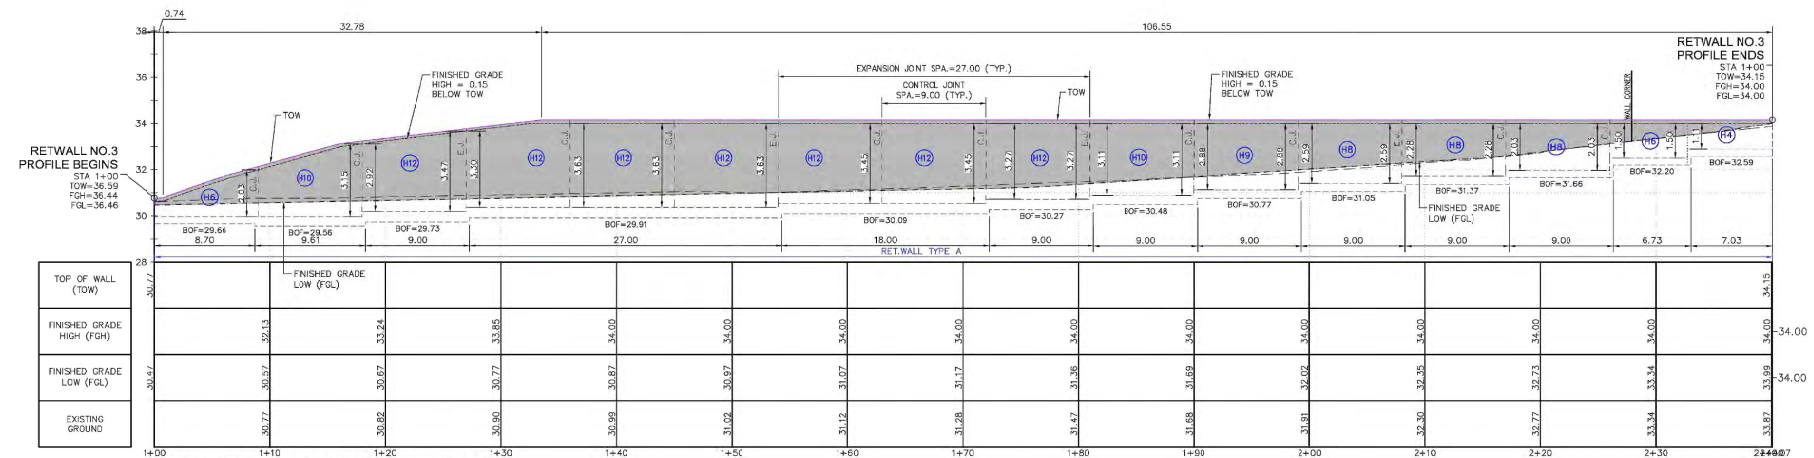 0.74
32.78
106.55
38
36
34
32
30
28
RETWALL NO.3
PROFILE BEGINS
STA 1+00
TOW=36.59
FGH=36.44
FGL=36.46
TOW
FINISHED GRADE
HIGH = 0.15
BELOW TOW
EXPANSION JOINT SPA.=27.00 (TYP.)
CONTROL JOINT
SPA.=9.00 (TYP.)
TOW
FINISHED GRADE
HIGH = 0.15
BELOW TOW
WALL CORNER
RETWALL NO.3
PROFILE ENDS
STA 1+00
TOW=34.15
FGH=34.00
FGL=34.00
H6 H10 H12 H12 H12 H12 H12 H12 H12 H10 H9 H8 H8 H8 H6 H4
2.03 C.J. 3.15 C.J. 2.92 3.47 E.J. 3.30 C.J. 3.63 C.J. 3.63 E.J. 3.63 C.J. 3.45 C.J. 3.45 3.27 E.J. 3.27 3.11 C.J. 3.11 2.88 C.J. 2.88 2.59 E.J. 2.59 2.28 C.J. 2.28 2.03 C.J. 2.03 1.50 C.J. 1.50
BOF=29.66 BOF=29.56 BOF=29.73 BOF=29.91 BOF=30.09 BOF=30.27 BOF=30.48 BOF=30.77 BOF=31.05 BOF=31.37 BOF=31.66 BOF=32.20 BOF=32.59
FINISHED GRADE
LOW (FGL)
8.70 9.61 9.00 27.00 18.00 9.00 9.00 9.00 9.00 9.00 9.00 6.73 7.03
RET.WALL TYPE A
FINISHED GRADE
LOW (FGL)
TOP OF WALL
(TOW)
30.77 34.15
FINISHED GRADE
HIGH (FGH)
32.13 33.24 33.85 34.00 34.00 34.00 34.00 34.00 34.00 34.00 34.00 34.00 34.00 34.00 34.00
FINISHED GRADE
LOW (FGL)
30.47 30.57 30.67 30.77 30.87 30.97 31.07 31.17 31.36 31.69 32.02 32.35 32.73 33.34 33.99 34.00
EXISTING
GROUND
30.77 30.82 30.90 30.99 31.02 31.12 31.28 31.47 31.68 31.91 32.30 32.77 33.34 33.87
1+00 1+10 1+20 1+30 1+40 1+50 1+60 1+70 1+80 1+90 2+00 2+10 2+20 2+30